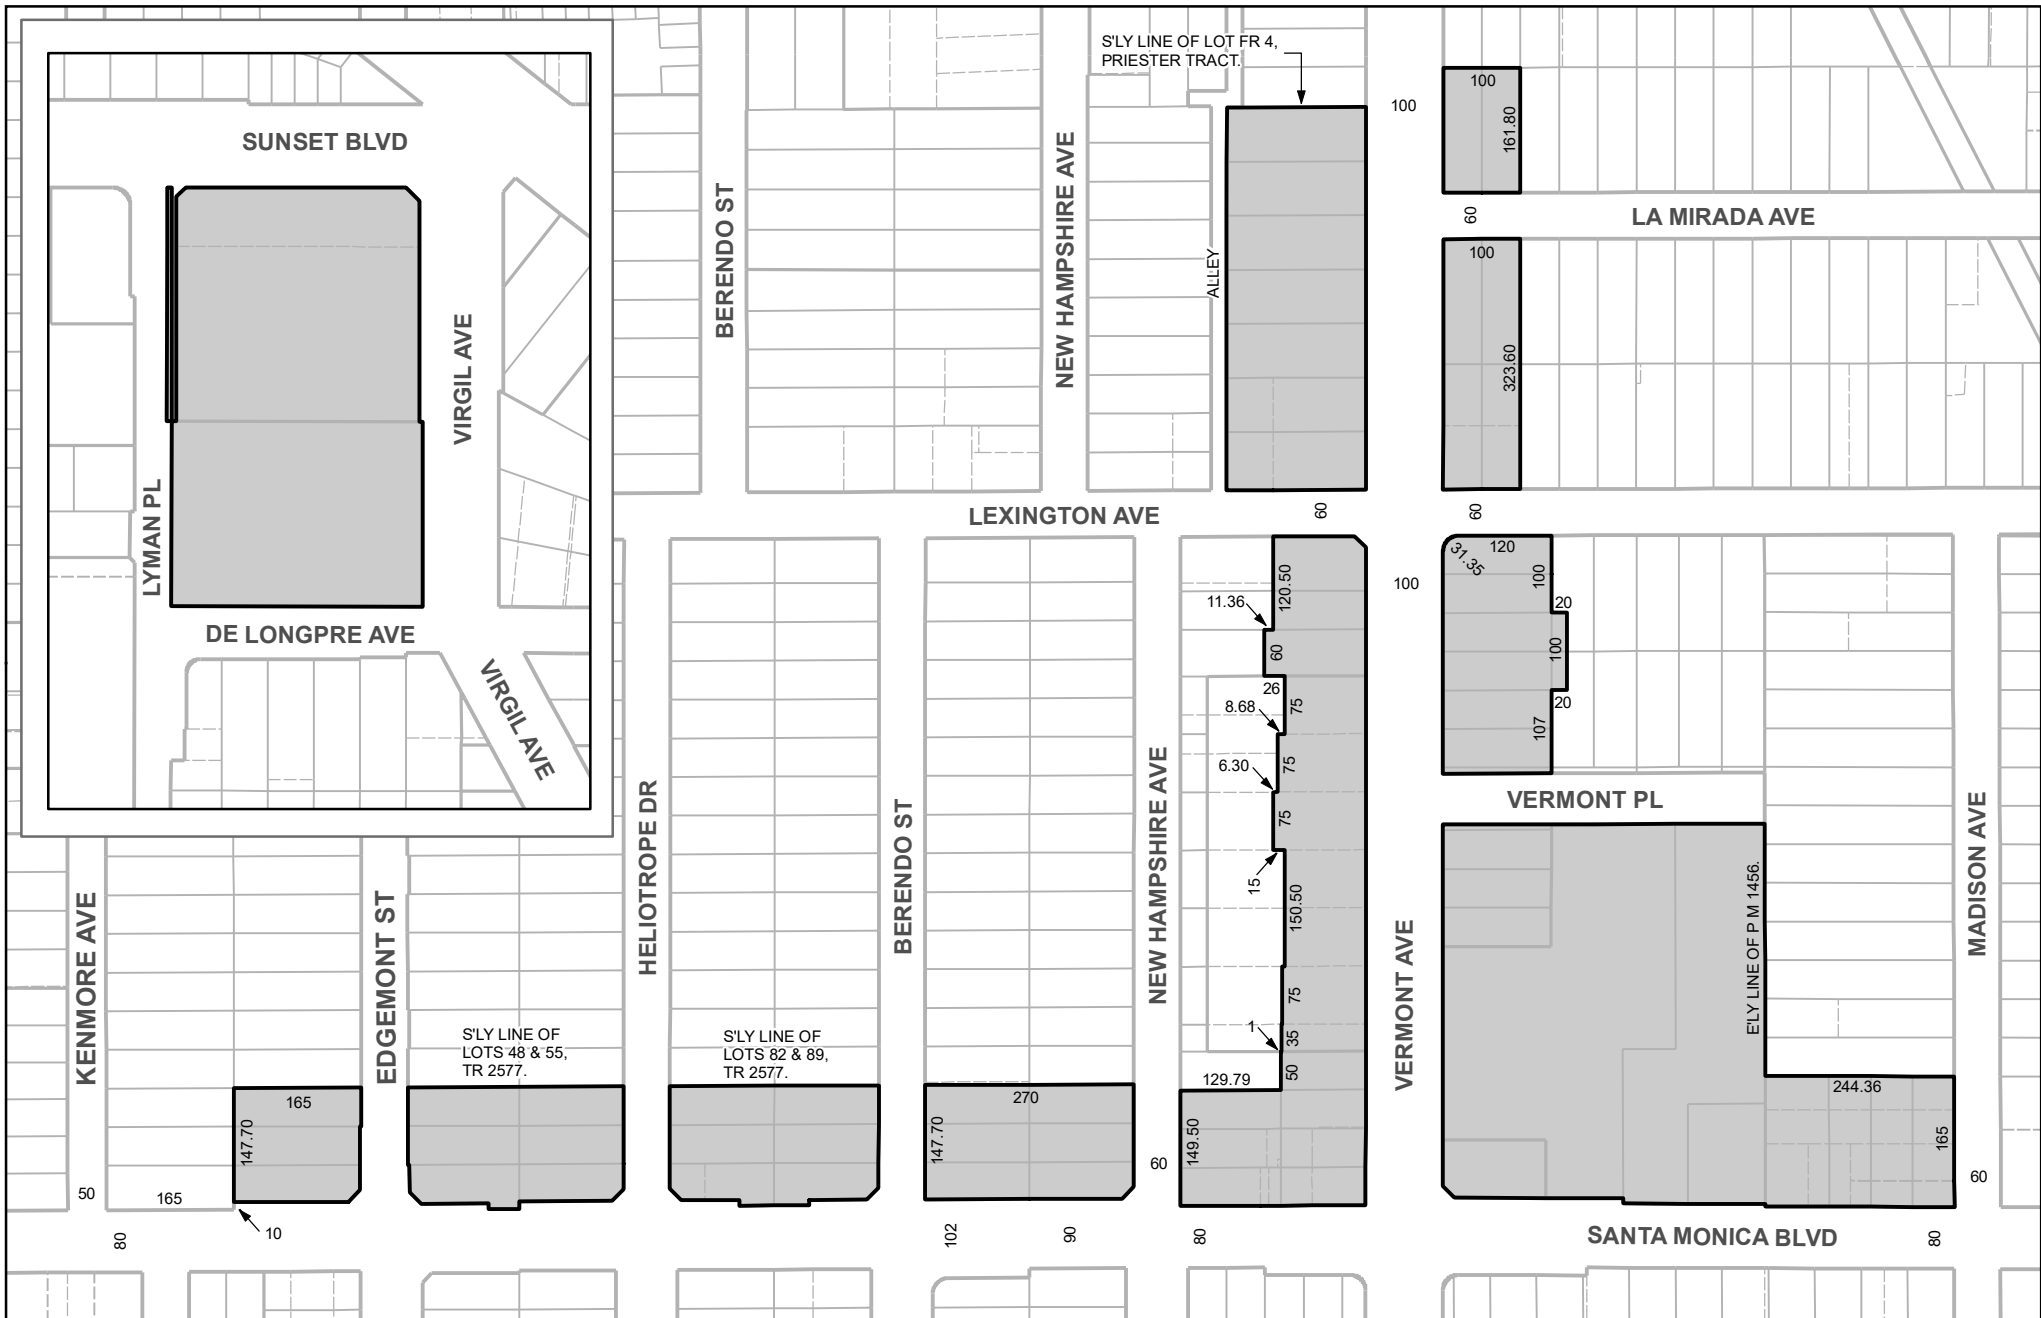 S'LY LINE OF LOT FR 4,
PRIESTER TRACT.
100
100
161.80
SUNSET BLVD
BERENDO ST
NEW HAMPSHIRE AVE
60
LA MIRADA AVE
100
ALLEY
323.60
VIRGIL AVE
LYMAN PL
LEXINGTON AVE
60
60
31.35
120
100
100
120.50
11.36
20
60
100
26
20
75
8.68
107
DE LONGPRE AVE
VIRGIL AVE
6.30
75
75
VERMONT PL
HELIOTROPE DR
BERENDO ST
NEW HAMPSHIRE AVE
15
150.50
VERMONT AVE
E'LY LINE OF P M 1456.
MADISON AVE
KENMORE AVE
EDGEMONT ST
75
1
35
50
S'LY LINE OF
LOTS 48 & 55,
TR 2577.
S'LY LINE OF
LOTS 82 & 89,
TR 2577.
129.79
244.36
165
270
147.70
147.70
149.50
165
60
60
50
165
10
80
102
90
80
SANTA MONICA BLVD
80